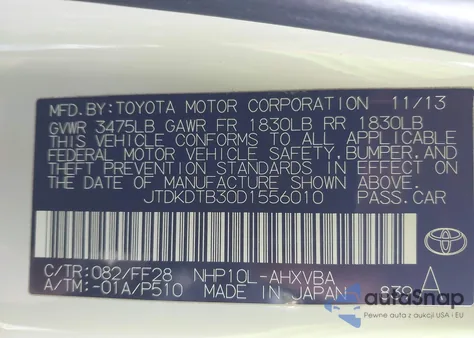 MFD.BY:TOYOTA MOTOR CORPORATION 11/13
GVWR 3475LB GAWR FR 1830LB RR 1830LB
THIS VEHICLE CONFORMS TO ALL APPLICABLE
FEDERAL MOTOR VEHICLE SAFETY,BUMPER,AND
THEFT PREVENTION STANDARDS IN EFFECT ON
THE DATE OF MANUFACTURE SHOWN ABOVE.
JTDKDTB30D1556010 PASS.CAR
C/TR:082/FF28 NHP10L-AHXVBA
A/TM:-01A/P510 MADE IN JAPAN 839 A
autoSnap
Pewne auta z USA i EU